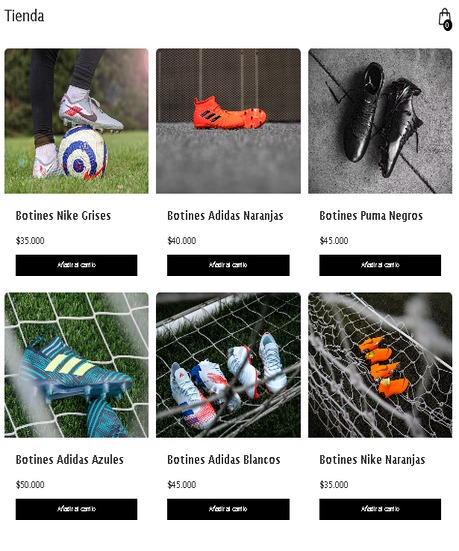 Tienda
0
Botines Nike Grises
Botines Adidas Naranjas
Botines Puma Negros
$35.000
$40.000
$45.000
Añadir al carrito
Añadir al carrito
Añadir al carrito
Botines Adidas Azules
Botines Adidas Blancos
Botines Nike Naranjas
$50.000
$45.000
$35.000
Añadir al carrito
Añadir al carrito
Añadir al carrito